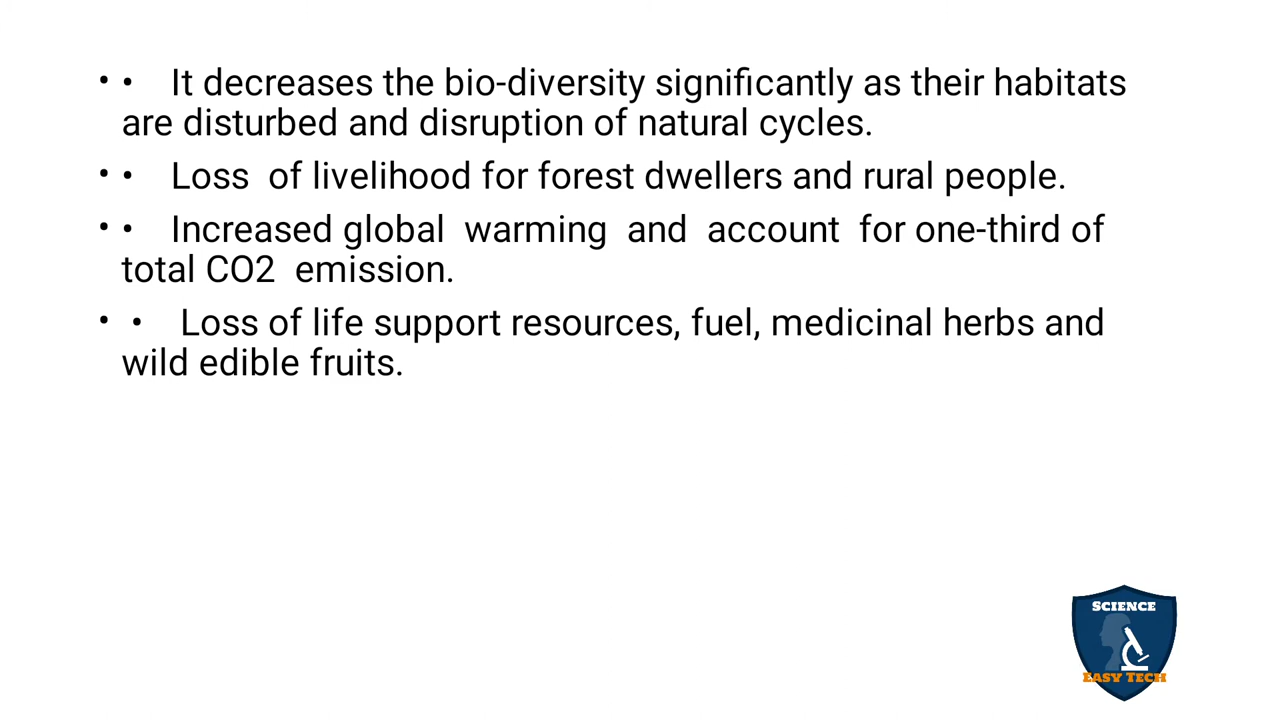 • • It decreases the bio-diversity significantly as their habitats
are disturbed and disruption of natural cycles.
• • Loss of livelihood for forest dwellers and rural people.
• • Increased global warming and account for one-third of
total CO2 emission.
• • Loss of life support resources, fuel, medicinal herbs and
wild edible fruits.
SCIENCE
EASY TECH